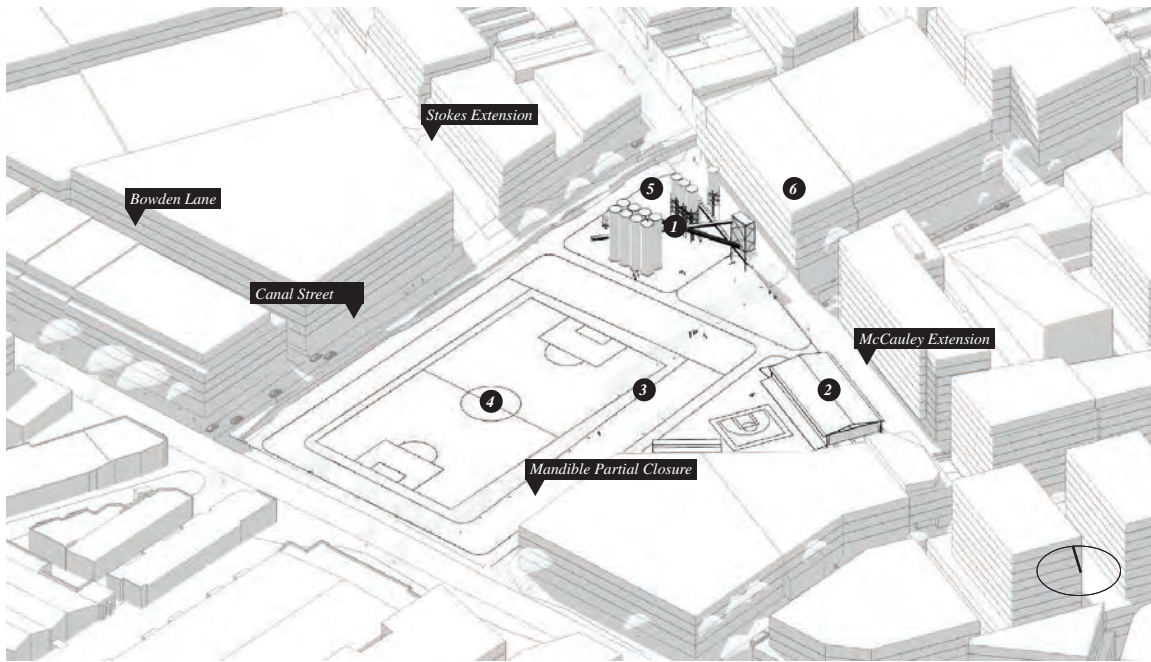 Stokes Extension
5
6
Bowden Lane
1
Canal Street
McCauley Extension
3
2
4
Mandible Partial Closure